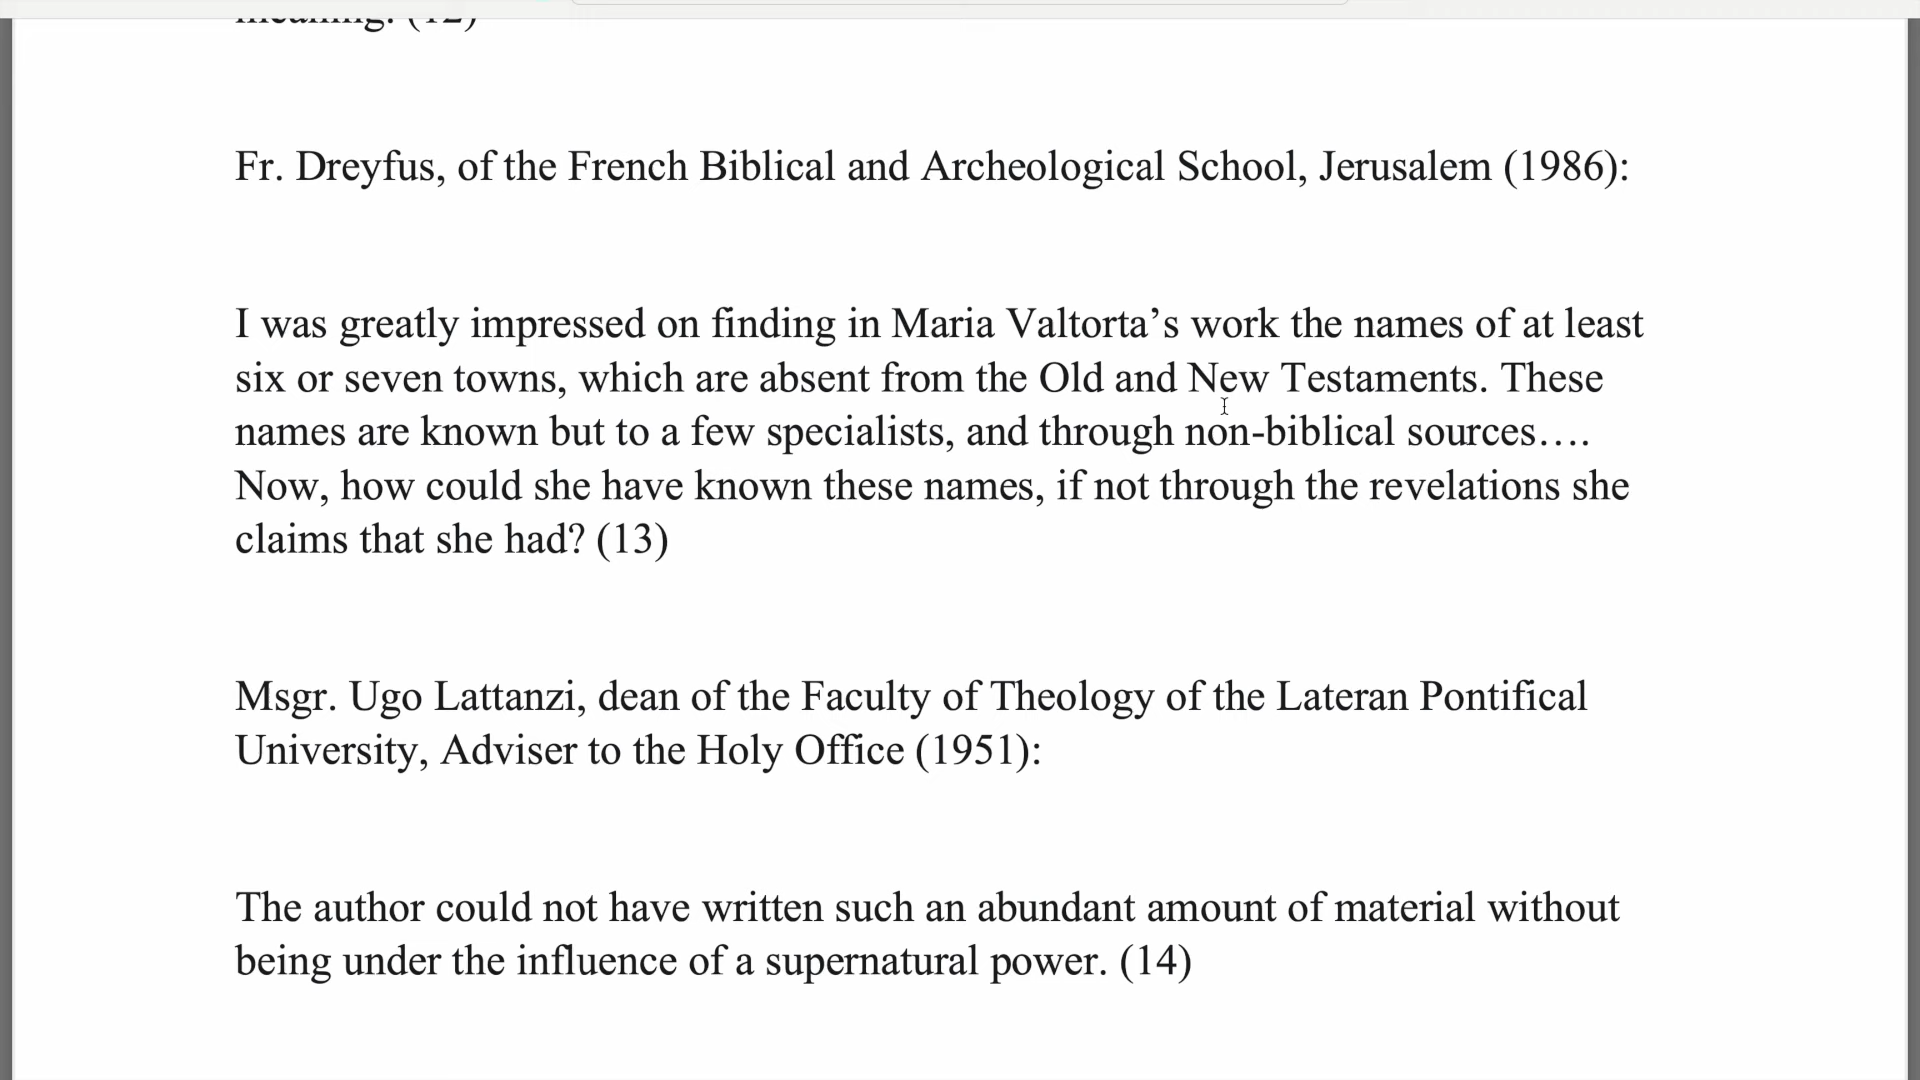 meaning. (12)
Fr. Dreyfus, of the French Biblical and Archeological School, Jerusalem (1986):
I was greatly impressed on finding in Maria Valtorta’s work the names of at least
six or seven towns, which are absent from the Old and New Testaments. These
names are known but to a few specialists, and through non-biblical sources….
Now, how could she have known these names, if not through the revelations she
claims that she had? (13)
Msgr. Ugo Lattanzi, dean of the Faculty of Theology of the Lateran Pontifical
University, Adviser to the Holy Office (1951):
The author could not have written such an abundant amount of material without
being under the influence of a supernatural power. (14)